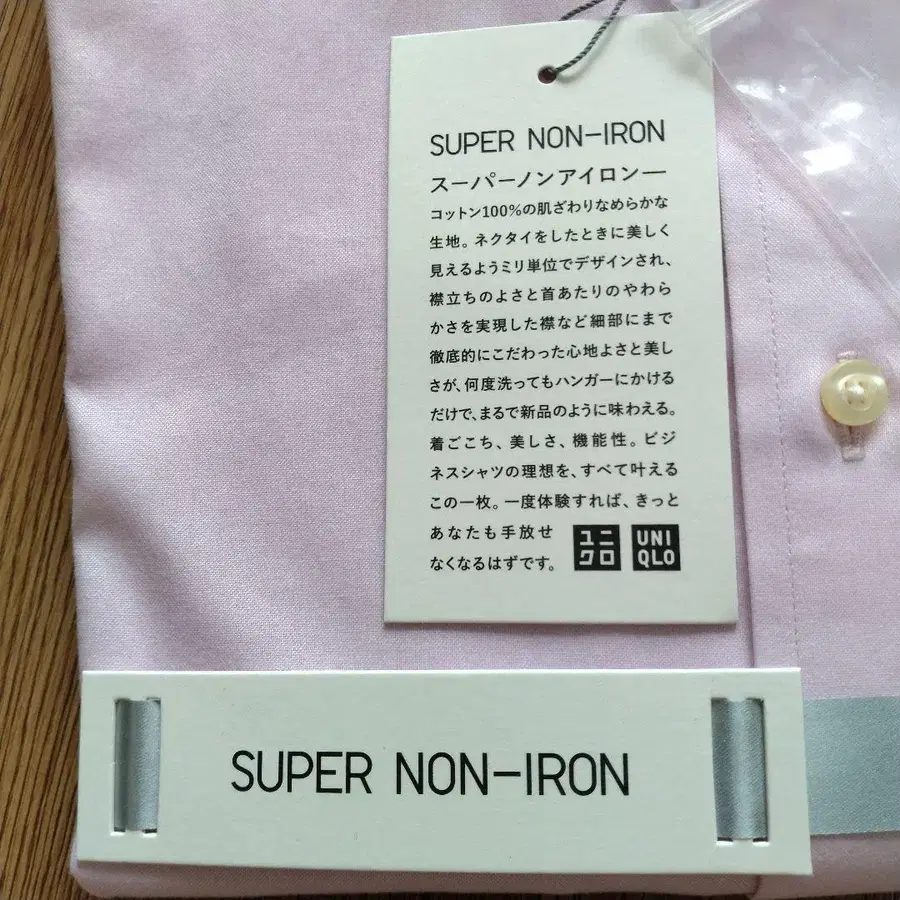 SUPER NON-IRON
スーパーノンアイロン—
コットン100%の肌ざわりなめらかな
生地。ネクタイをしたときに美しく
見えるようミリ単位でデザインされ、
襟立ちのよさと首あたりのやわら
かさを実現した襟など細部にまで
徹底的にこだわった心地よさと美し
さが、何度洗ってもハンガーにかける
だけで、まるで新品のように味わえる。
着ごこち、美しさ、機能性。ビジ
ネスシャツの理想を、すべて叶える
この一枚。一度体験すれば、きっと
あなたも手放せ
なくなるはずです。
ユニ
クロ
UNI
QLO
SUPER NON-IRON